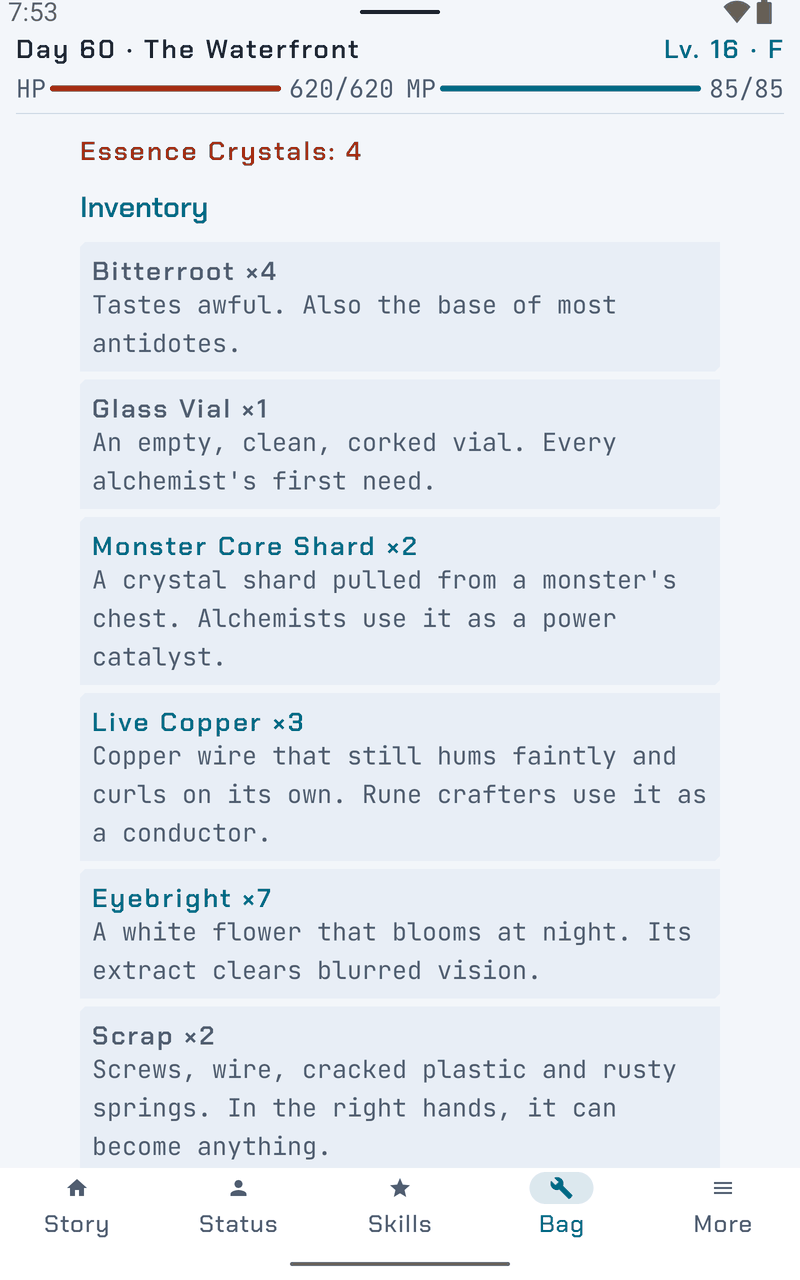 7:53
Day 60 · The Waterfront
Lv. 16 · F
HP 620/620 MP 85/85
Essence Crystals: 4
Inventory
Bitterroot ×4
Tastes awful. Also the base of most
antidotes.
Glass Vial ×1
An empty, clean, corked vial. Every
alchemist's first need.
Monster Core Shard ×2
A crystal shard pulled from a monster's
chest. Alchemists use it as a power
catalyst.
Live Copper ×3
Copper wire that still hums faintly and
curls on its own. Rune crafters use it as
a conductor.
Eyebright ×7
A white flower that blooms at night. Its
extract clears blurred vision.
Scrap ×2
Screws, wire, cracked plastic and rusty
springs. In the right hands, it can
become anything.
Story Status Skills Bag More